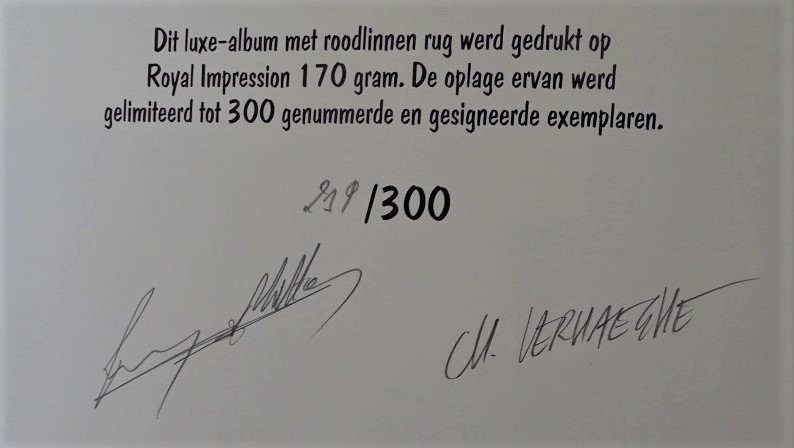 Dit luxe-album met roodlinnen rug werd gedrukt op
Royal Impression 170 gram. De oplage ervan werd
gelimiteerd tot 300 genummerde en gesigneerde exemplaren.
219/300
M. VERHAEGHE